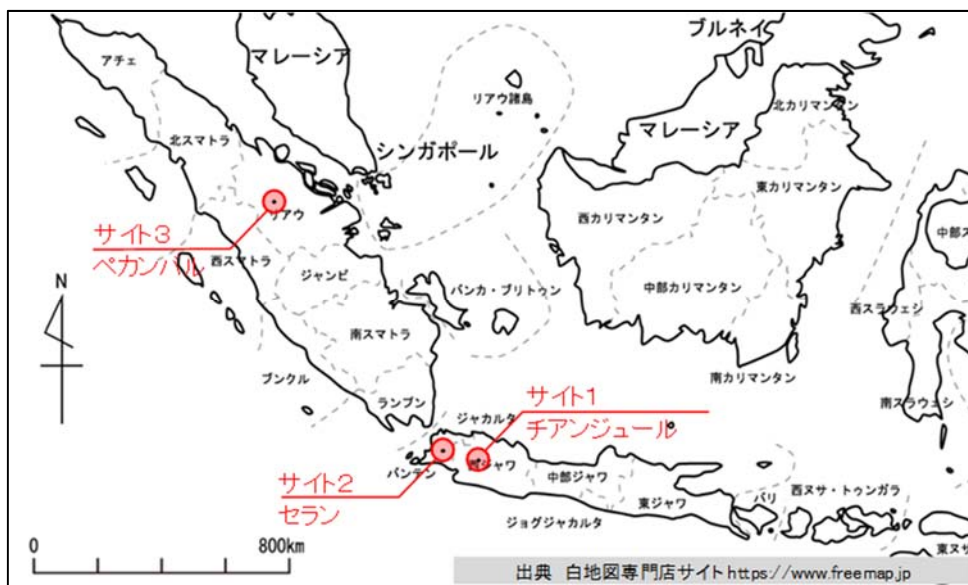 ブルネイ
マレーシア
アチェ
リアウ諸島
北カリマンタン
北スマトラ
マレーシア
シンガポール
東カリマンタン
リアウ
西カリマンタン
サイト3
ペカンバル
西スマトラ
中部ス
ジャンビ
バンカ・ブリトゥン
中部カリマンタン
西スラウェシ
N
南スマトラ
ブンクル
南カリマンタン
ランプン
サイト1
南スラウェシ
ジャカルタ
チアンジュール
サイト2
バンテン
西ジャワ
中部ジャワ
西ヌサ・トゥンガラ
セラン
東ジャワ
バリ
ジョグジャカルタ
0 800km
東ヌサ
出典 白地図専門店サイト https://www.freemap.jp